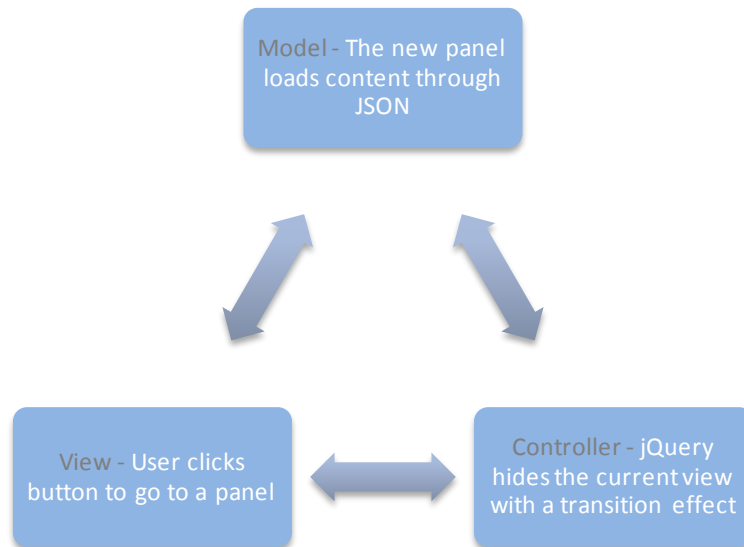 Model - The new panel
loads content through
JSON
View - User clicks
button to go to a panel
Controller - jQuery
hides the current view
with a transition effect